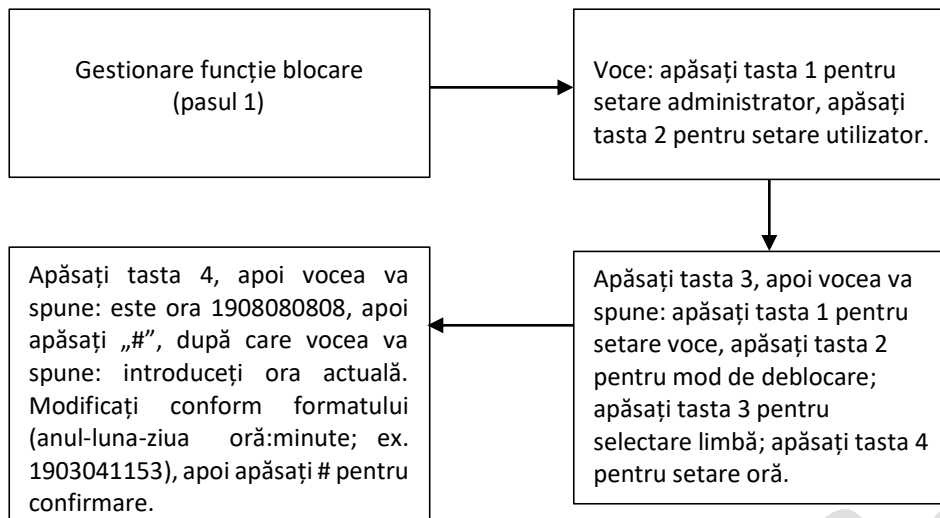 Gestionare funcție blocare
(pasul 1)
Voce: apăsați tasta 1 pentru
setare administrator, apăsați
tasta 2 pentru setare utilizator.
Apăsați tasta 3, apoi vocea va
spune: apăsați tasta 1 pentru
setare voce, apăsați tasta 2
pentru mod de deblocare;
apăsați tasta 3 pentru
selectare limbă; apăsați tasta 4
pentru setare oră.
Apăsați tasta 4, apoi vocea va
spune: este ora 1908080808, apoi
apăsați „#”, după care vocea va
spune: introduceți ora actuală.
Modificați conform formatului
(anul-luna-ziua oră:minute; ex.
1903041153), apoi apăsați # pentru
confirmare.